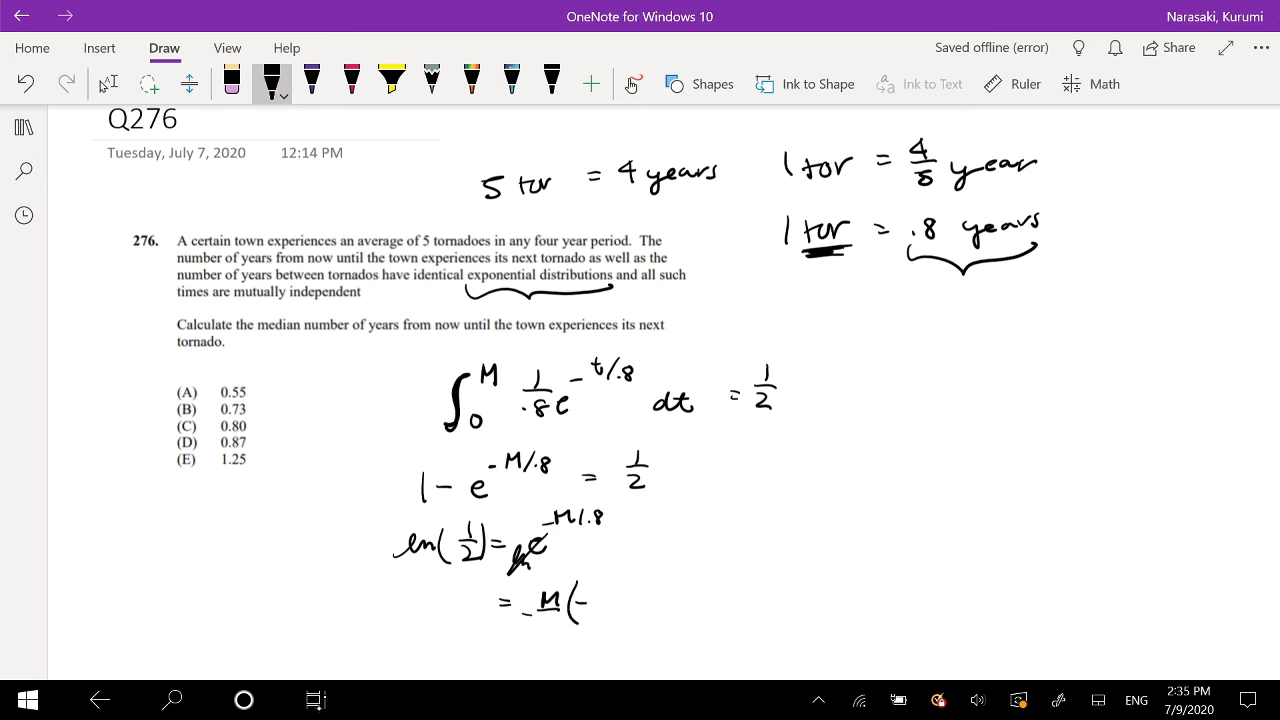 OneNote for Windows 10
Narasaki, Kurumi
Home Insert Draw View Help
Saved offline (error) Share
Shapes Ink to Shape Ink to Text Ruler Math
Q276
Tuesday, July 7, 2020 12:14 PM
5 tor = 4 years
1 tor = 4/5 year
1 tor = .8 years
276. A certain town experiences an average of 5 tornadoes in any four year period. The
number of years from now until the town experiences its next tornado as well as the
number of years between tornados have identical exponential distributions and all such
times are mutually independent
Calculate the median number of years from now until the town experiences its next
tornado.
(A) 0.55
(B) 0.73
(C) 0.80
(D) 0.87
(E) 1.25
∫₀ᴹ 1/.8 e^(-t/.8) dt = 1/2
1 - e^(-M/.8) = 1/2
ln(1/2) = ln e^(-M/.8)
= -M (-
ENG
2:35 PM
7/9/2020